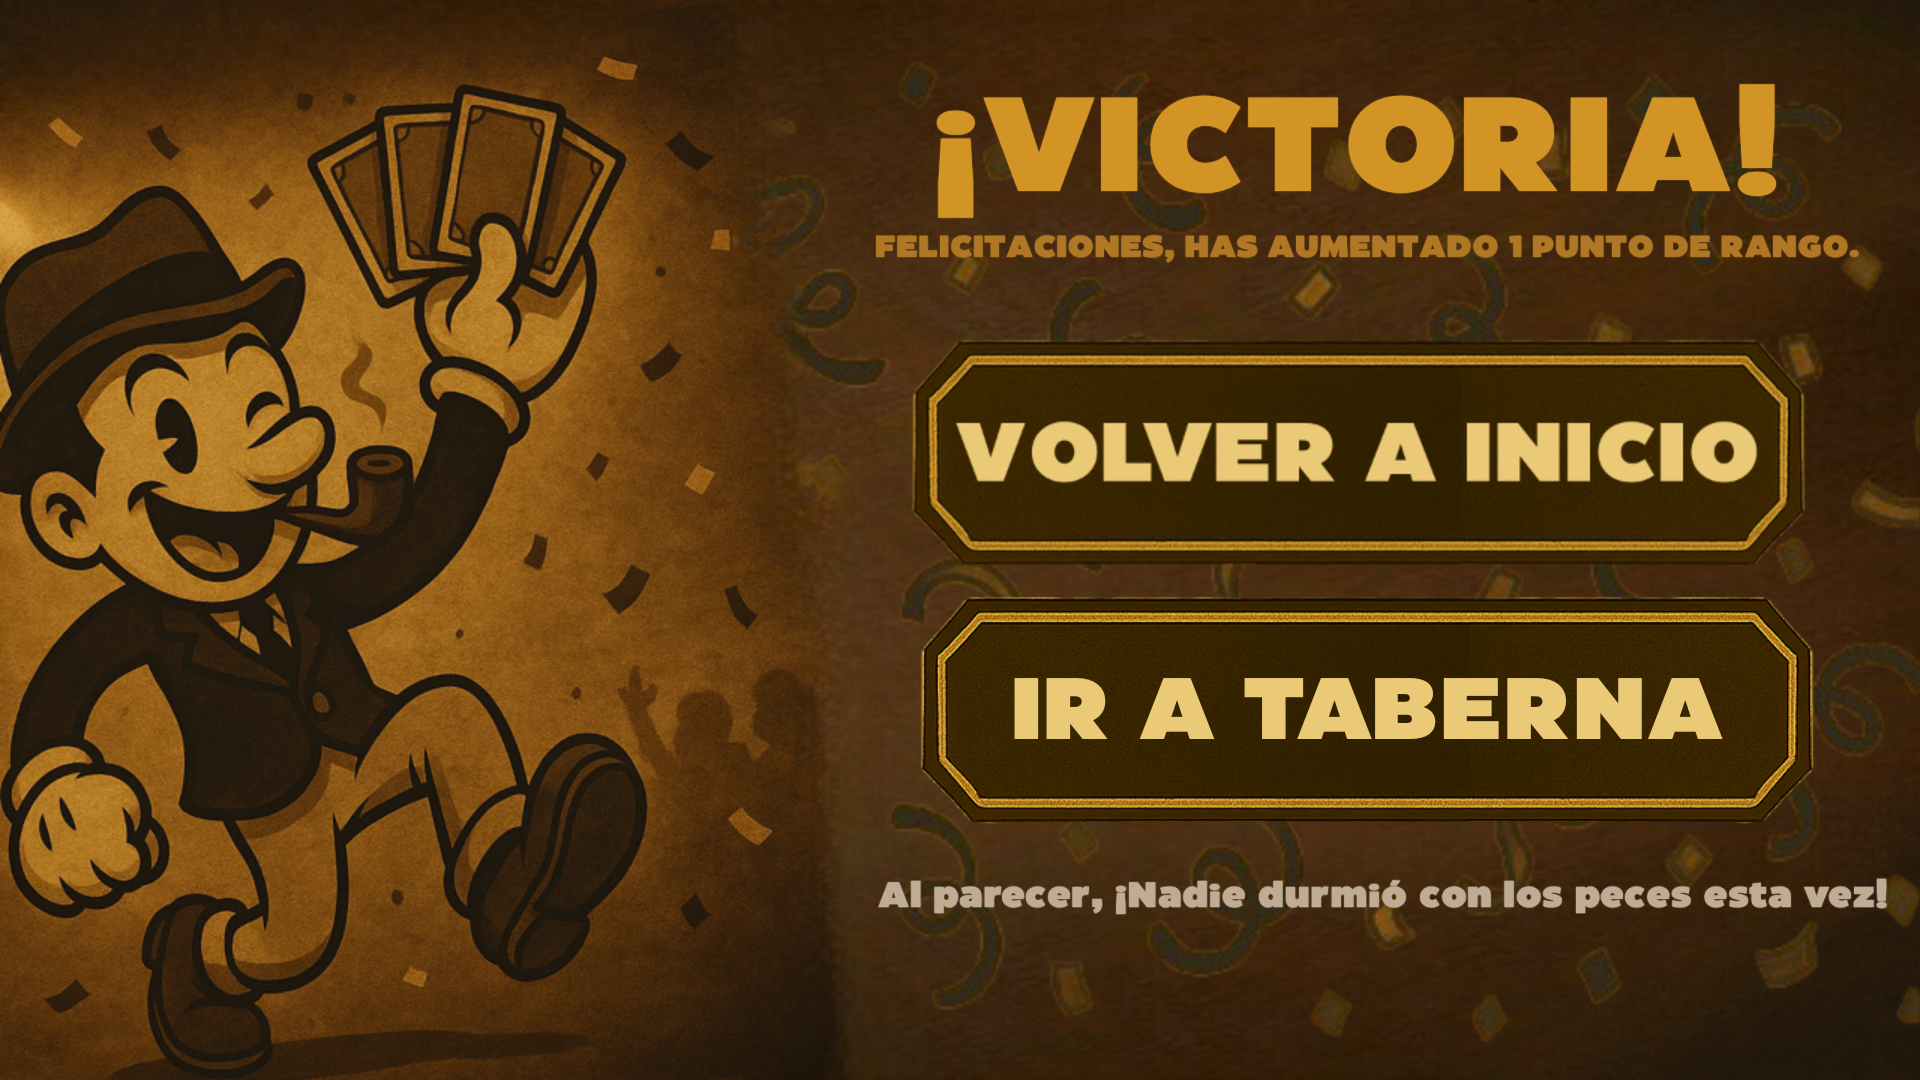 ¡VICTORIA!
FELICITACIONES, HAS AUMENTADO 1 PUNTO DE RANGO.
VOLVER A INICIO
IR A TABERNA
Al parecer, ¡Nadie durmió con los peces esta vez!